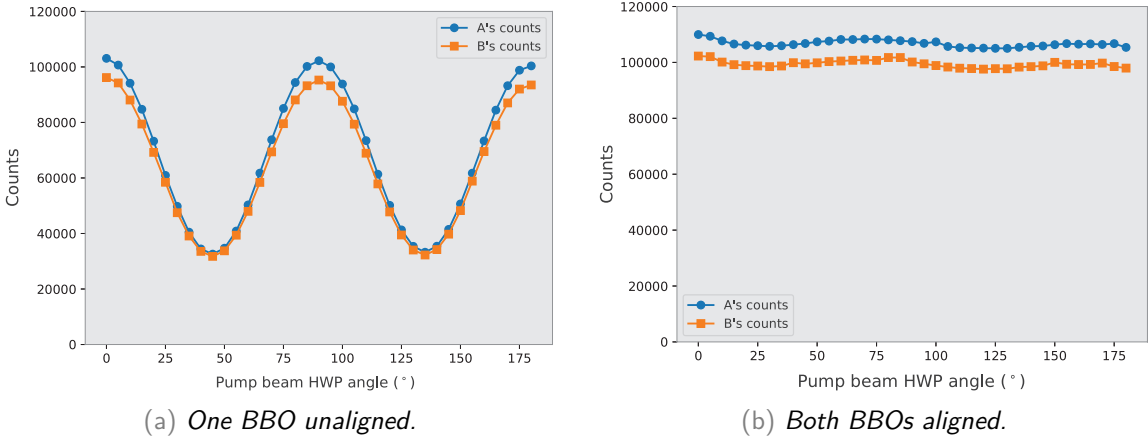 120000
100000
80000
60000
40000
20000
0
Counts
A's counts
B's counts
0 25 50 75 100 125 150 175
Pump beam HWP angle (°)
(a) One BBO unaligned.
120000
100000
80000
60000
40000
20000
0
Counts
A's counts
B's counts
0 25 50 75 100 125 150 175
Pump beam HWP angle (°)
(b) Both BBOs aligned.